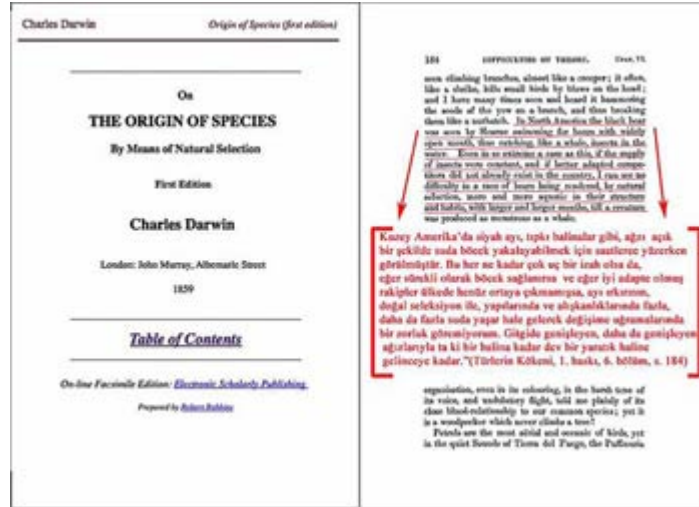 Charles Darwin
Origin of Species (first edition)
On
THE ORIGIN OF SPECIES
By Means of Natural Selection
First Edition
Charles Darwin
London: John Murray, Albemarle Street
1859
Table of Contents
On-line Facsimile Edition: Electronic Scholarly Publishing
Prepared by Robert Robbins
184 DIFFICULTIES ON THEORY. CHAP. VI.
seen climbing branches, almost like a creeper; it often,
like a shrike, kills small birds by blows on the head;
and I have many times seen and heard it hammering
the seeds of the yew on a branch, and thus breaking
them like a nuthatch. In North America the black bear
was seen by Hearne swimming for hours with widely
open mouth, thus catching, like a whale, insects in the
water. Even in so extreme a case as this, if the supply
of insects were constant, and if better adapted compe-
titors did not already exist in the country, I can see no
difficulty in a race of bears being rendered, by natural
selection, more and more aquatic in their structure
and habits, with larger and larger mouths, till a creature
was produced as monstrous as a whale.
Kuzey Amerika'da siyah ayı, tıpkı balinalar gibi, ağzı açık
bir şekilde suda böcek yakalayabilmek için saatlerce yüzerken
görülmüştür. Bu her ne kadar çok uç bir izah olsa da,
eğer sürekli olarak böcek sağlanırsa ve eğer iyi adapte olmuş
rakipler ülkede henüz ortaya çıkmamışsa, ayı ırkının,
doğal seleksiyon ile, yapılarında ve alışkanlıklarında fazla,
daha da fazla suda yaşar hale gelerek değişime uğramalarında
bir zorluk göremiyorum. Gitgide genişleyen, daha da genişleyen
ağızlarıyla ta ki bir balina kadar dev bir yaratık haline
gelinceye kadar."(Türlerin Kökeni, 1. baskı, 6. bölüm, s. 184)
organisation, even in its colouring, in the harsh tone of
its voice, and undulatory flight, told me plainly of its
close blood-relationship to our common species; yet it
is a woodpecker which never climbs a tree!
Petrels are the most aërial and oceanic of birds, yet
in the quiet Sounds of Tierra del Fuego, the Puffinuria